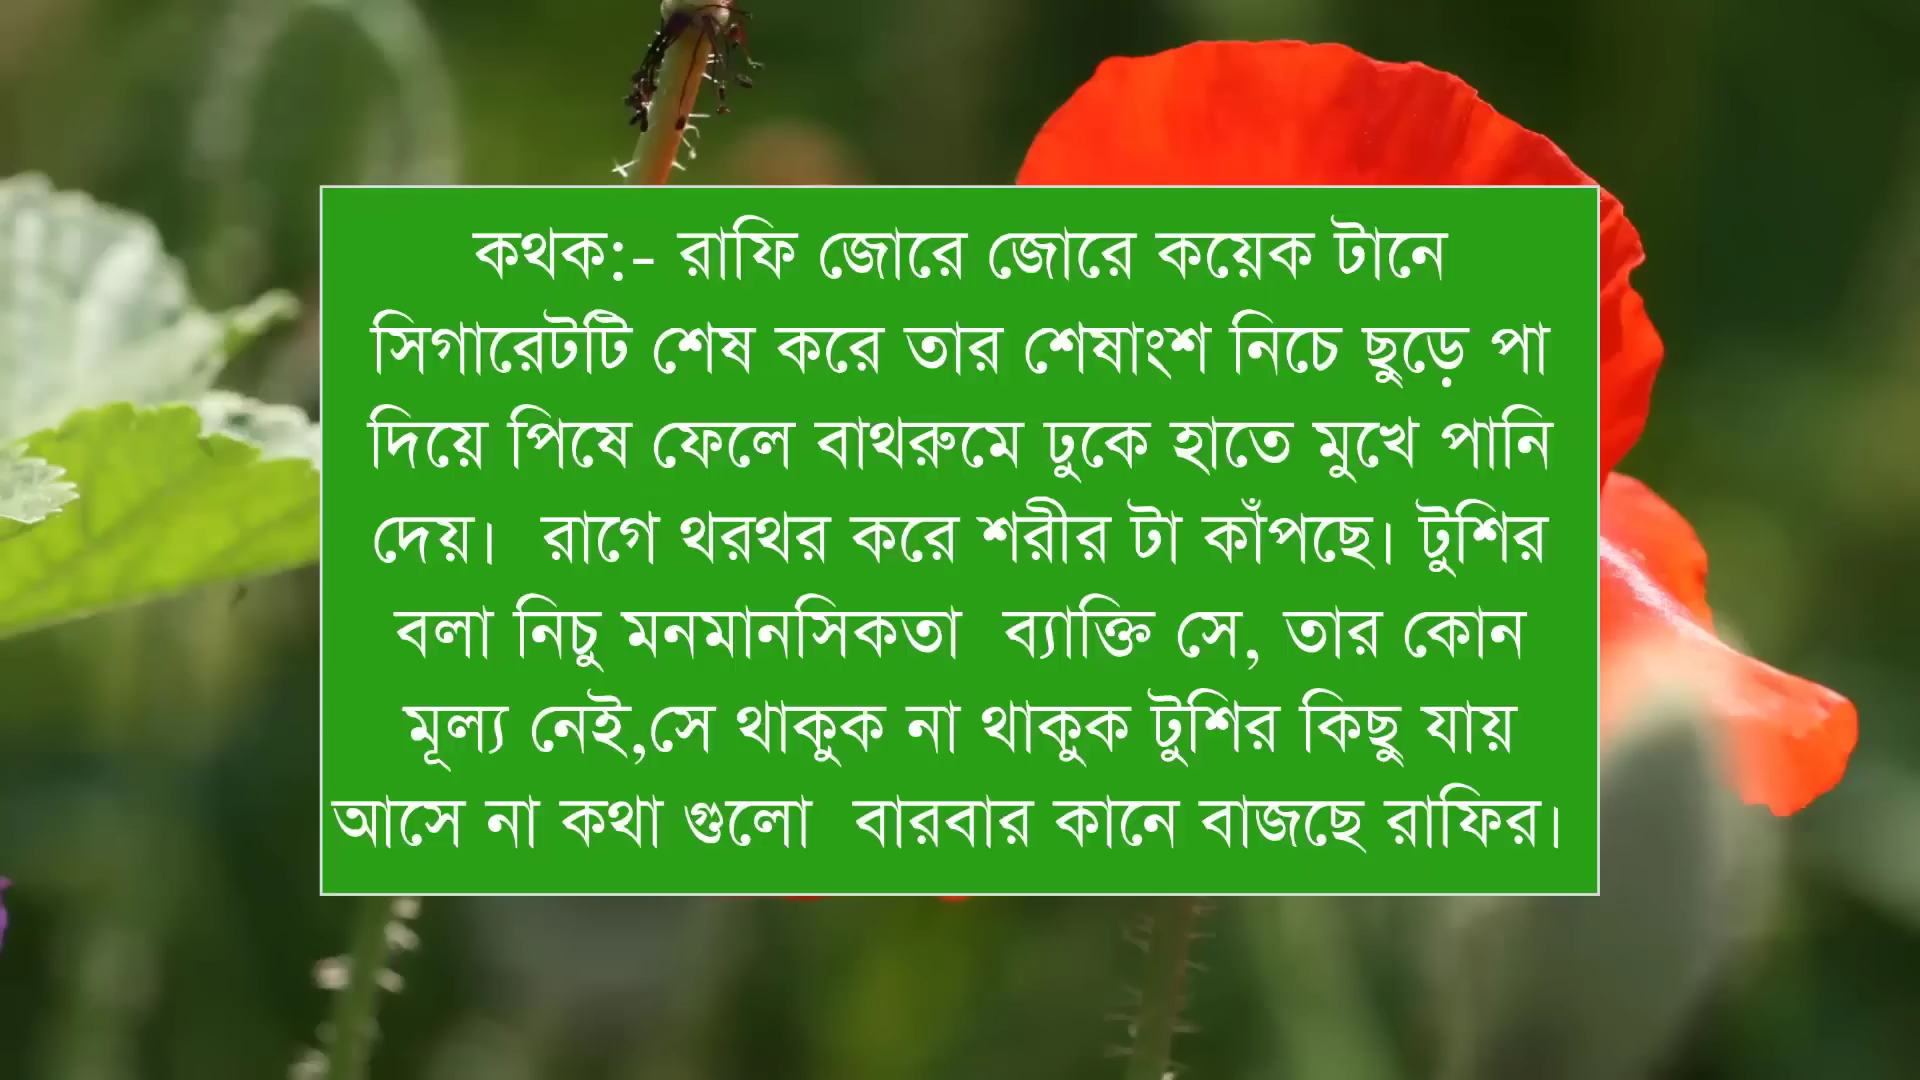 কথক:- রাফি জোরে জোরে কয়েক টানে
সিগারেটটি শেষ করে তার শেষাংশ নিচে ছুড়ে পা
দিয়ে পিষে ফেলে বাথরুমে ঢুকে হাতে মুখে পানি
দেয়।  রাগে থরথর করে শরীর টা কাঁপছে। টুশির
বলা নিচু মনমানসিকতা  ব্যাক্তি সে, তার কোন
মূল্য নেই,সে থাকুক না থাকুক টুশির কিছু যায়
আসে না কথা গুলো  বারবার কানে বাজছে রাফির।